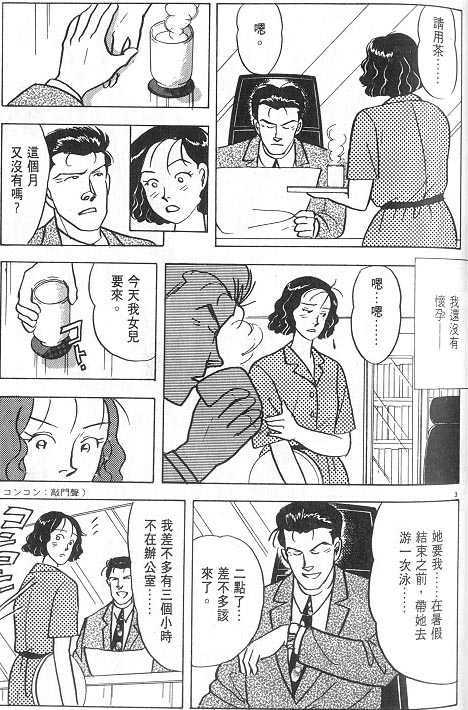 請用茶……
嗯。
這個月
又沒有嗎？
我還沒有
懷孕——
嗯…嗯……
今天我女兒
要來。
コト
コンコン：敲門聲）
3
她要我……在暑假
結束之前，帶她去
游一次泳……
二點了…
差不多該
來了。
我差不多有三個小時
不在辦公室……
コンコン